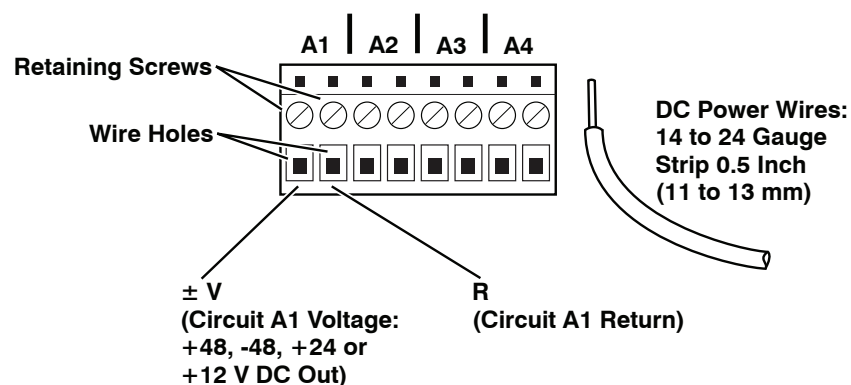 A1 A2 A3 A4
Retaining Screws
Wire Holes
DC Power Wires:
14 to 24 Gauge
Strip 0.5 Inch
(11 to 13 mm)
± V
(Circuit A1 Voltage:
+48, -48, +24 or
+12 V DC Out)
R
(Circuit A1 Return)